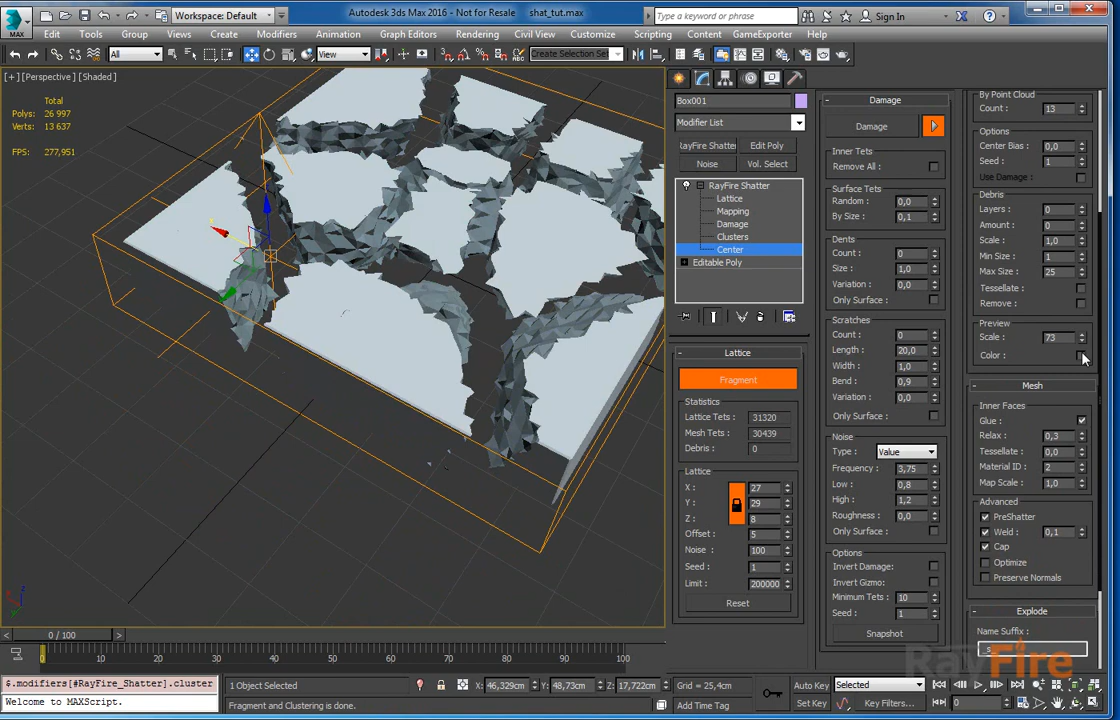 MAX
Workspace: Default
Autodesk 3ds Max 2016 - Not for Resale shat_tut.max
Type a keyword or phrase
Sign In
Edit Tools Group Views Create Modifiers Animation Graph Editors Rendering Civil View Customize Scripting Content GameExporter Help
All
View
Create Selection Set
[+] [Perspective] [Shaded]
Total
Polys: 26 997
Verts: 13 637
FPS: 277,951
Box001
Modifier List
RayFire Shatter Edit Poly
Noise Vol. Select
RayFire Shatter
Lattice
Mapping
Damage
Clusters
Center
Editable Poly
Lattice
Fragment
Statistics
Lattice Tets: 31320
Mesh Tets: 30439
Debris: 0
Lattice
X : 27
Y : 29
Z : 8
Offset : 5
Noise : 100
Seed : 1
Limit : 200000
Reset
Damage
Damage
Inner Tets
Remove All :
Surface Tets
Random : 0,0
By Size : 0,1
Dents
Count : 0
Size : 1,0
Variation : 0,0
Only Surface :
Scratches
Count : 0
Length : 20,0
Width : 1,0
Bend : 0,9
Variation : 0,0
Only Surface :
Noise
Type : Value
Frequency : 3,75
Low : 0,8
High : 1,2
Roughness : 0,0
Only Surface :
Options
Invert Damage:
Invert Gizmo:
Minimum Tets : 10
Seed : 1
Snapshot
By Point Cloud
Count : 13
Options
Center Bias : 0,0
Seed : 1
Use Damage :
Debris
Layers : 0
Amount : 0
Scale : 1,0
Min Size : 1
Max Size : 25
Tessellate :
Remove :
Preview
Scale : 73
Color :
Mesh
Inner Faces
Glue :
Relax : 0,3
Tessellate : 0,0
Material ID : 2
Map Scale : 1,0
Advanced
PreShatter
Weld : 0,1
Cap
Optimize
Preserve Normals
Explode
Name Suffix :
RayFire
0 / 100
0 10 20 30 40 50 60 70 80 90 100
$.modifiers[#RayFire_Shatter].cluster
Welcome to MAXScript.
1 Object Selected
Fragment and Clustering is done.
X: 46,329cm Y: 48,73cm Z: 17,722cm Grid = 25,4cm
Add Time Tag
Auto Key Selected
Set Key Key Filters...
0